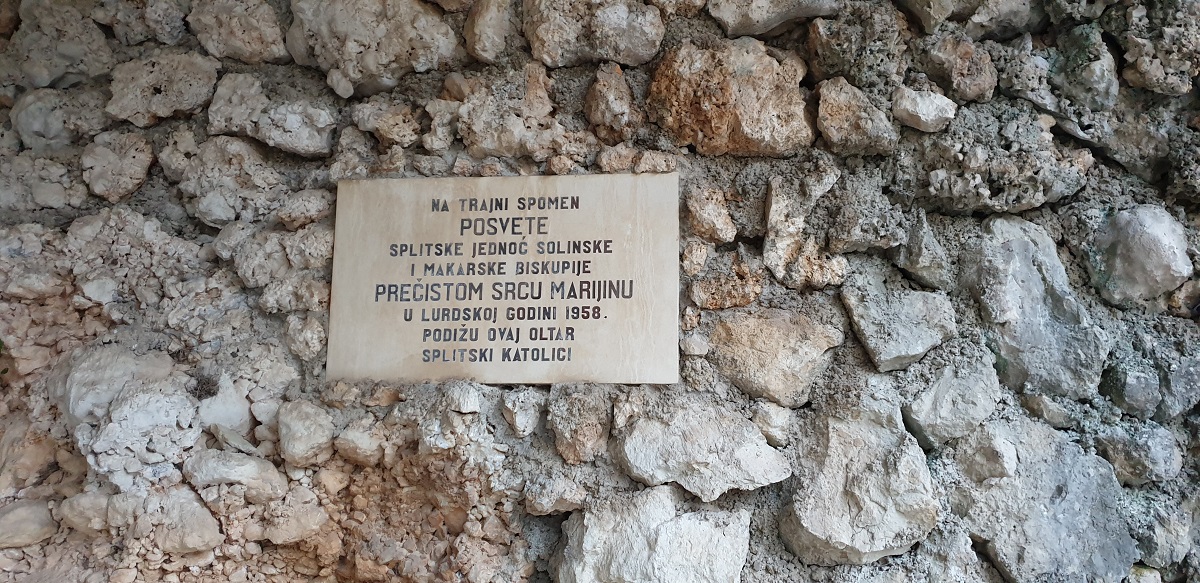 NA TRAJNI SPOMEN
POSVETE
SPLITSKE JEDNOĆ SOLINSKE
I MAKARSKE BISKUPIJE
PREČISTOM SRCU MARIJINU
U LURDSKOJ GODINI 1958.
PODIŽU OVAJ OLTAR
SPLITSKI KATOLICI